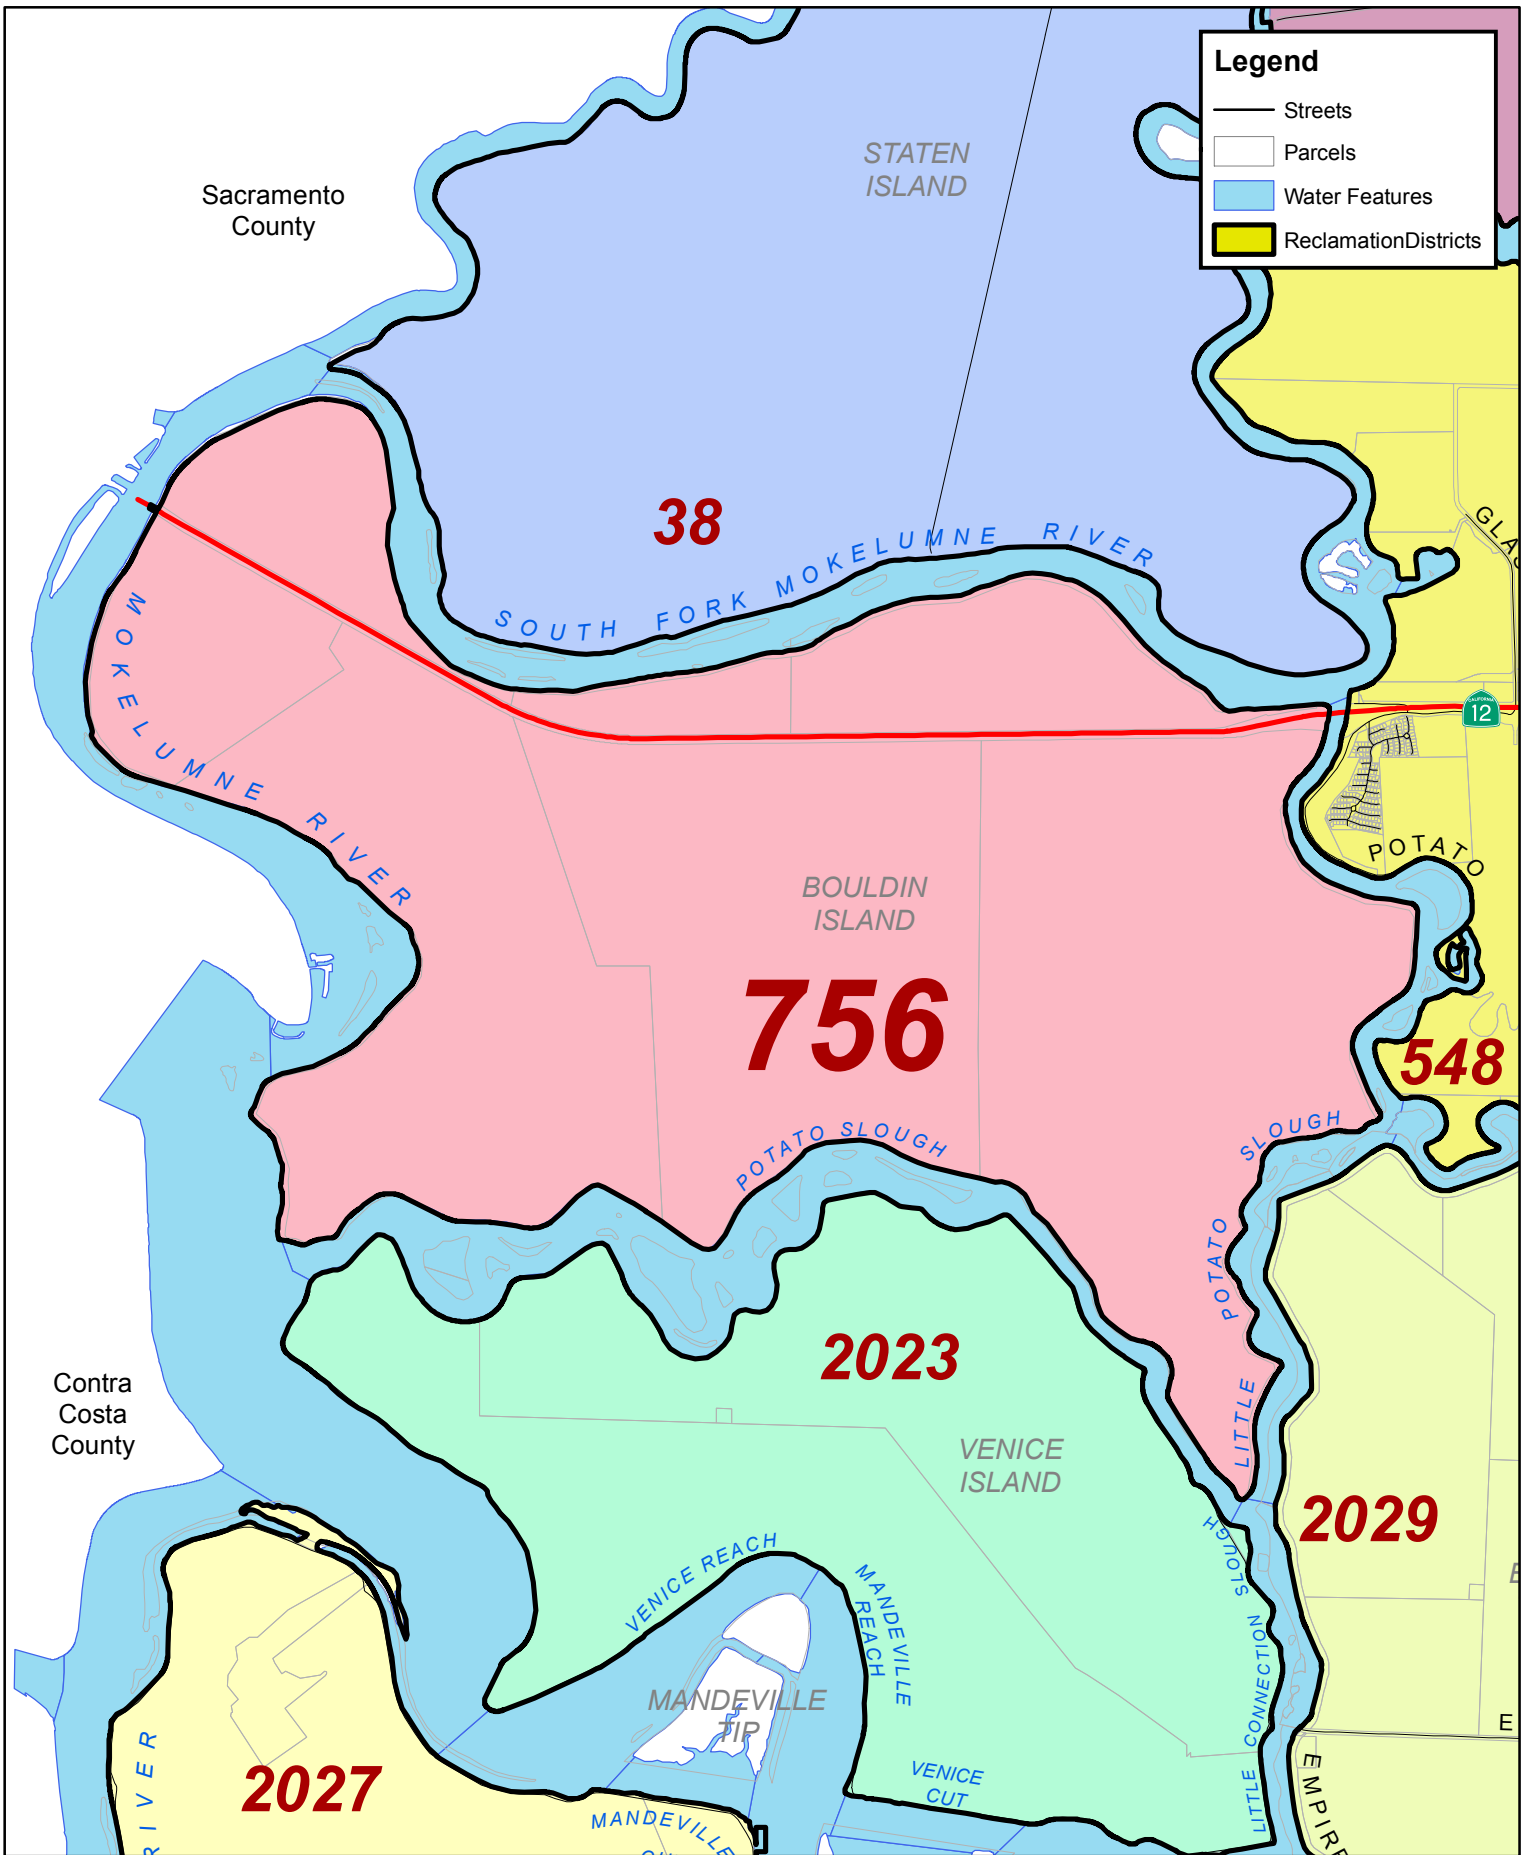 Legend
Streets
Parcels
Water Features
ReclamationDistricts
Sacramento
County
STATEN
ISLAND
38
SOUTH FORK MOKELUMNE RIVER
MOKELUMNE RIVER
CALIFORNIA
12
POTATO
BOULDIN
ISLAND
756
548
POTATO SLOUGH
LITTLE POTATO SLOUGH
2023
Contra
Costa
County
VENICE
ISLAND
2029
VENICE REACH
MANDEVILLE
REACH
LITTLE CONNECTION SLOUGH
MANDEVILLE
TIP
E
EMPIRE
RIVER
2027
VENICE
CUT
MANDEVILLE